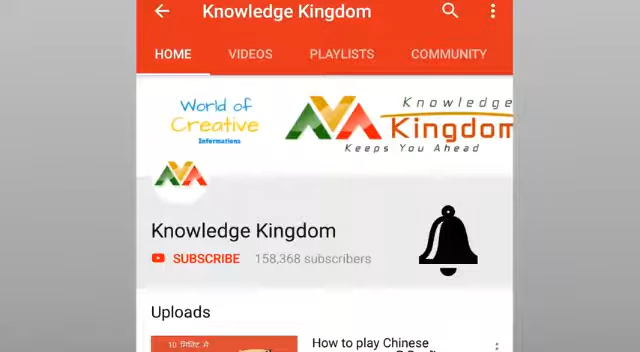 Knowledge Kingdom
HOME VIDEOS PLAYLISTS COMMUNITY
World of
Creative
Informations
Knowledge
Kingdom
Keeps You Ahead
Knowledge Kingdom
SUBSCRIBE 158,368 subscribers
Uploads
10 मिनिट में
How to play Chinese